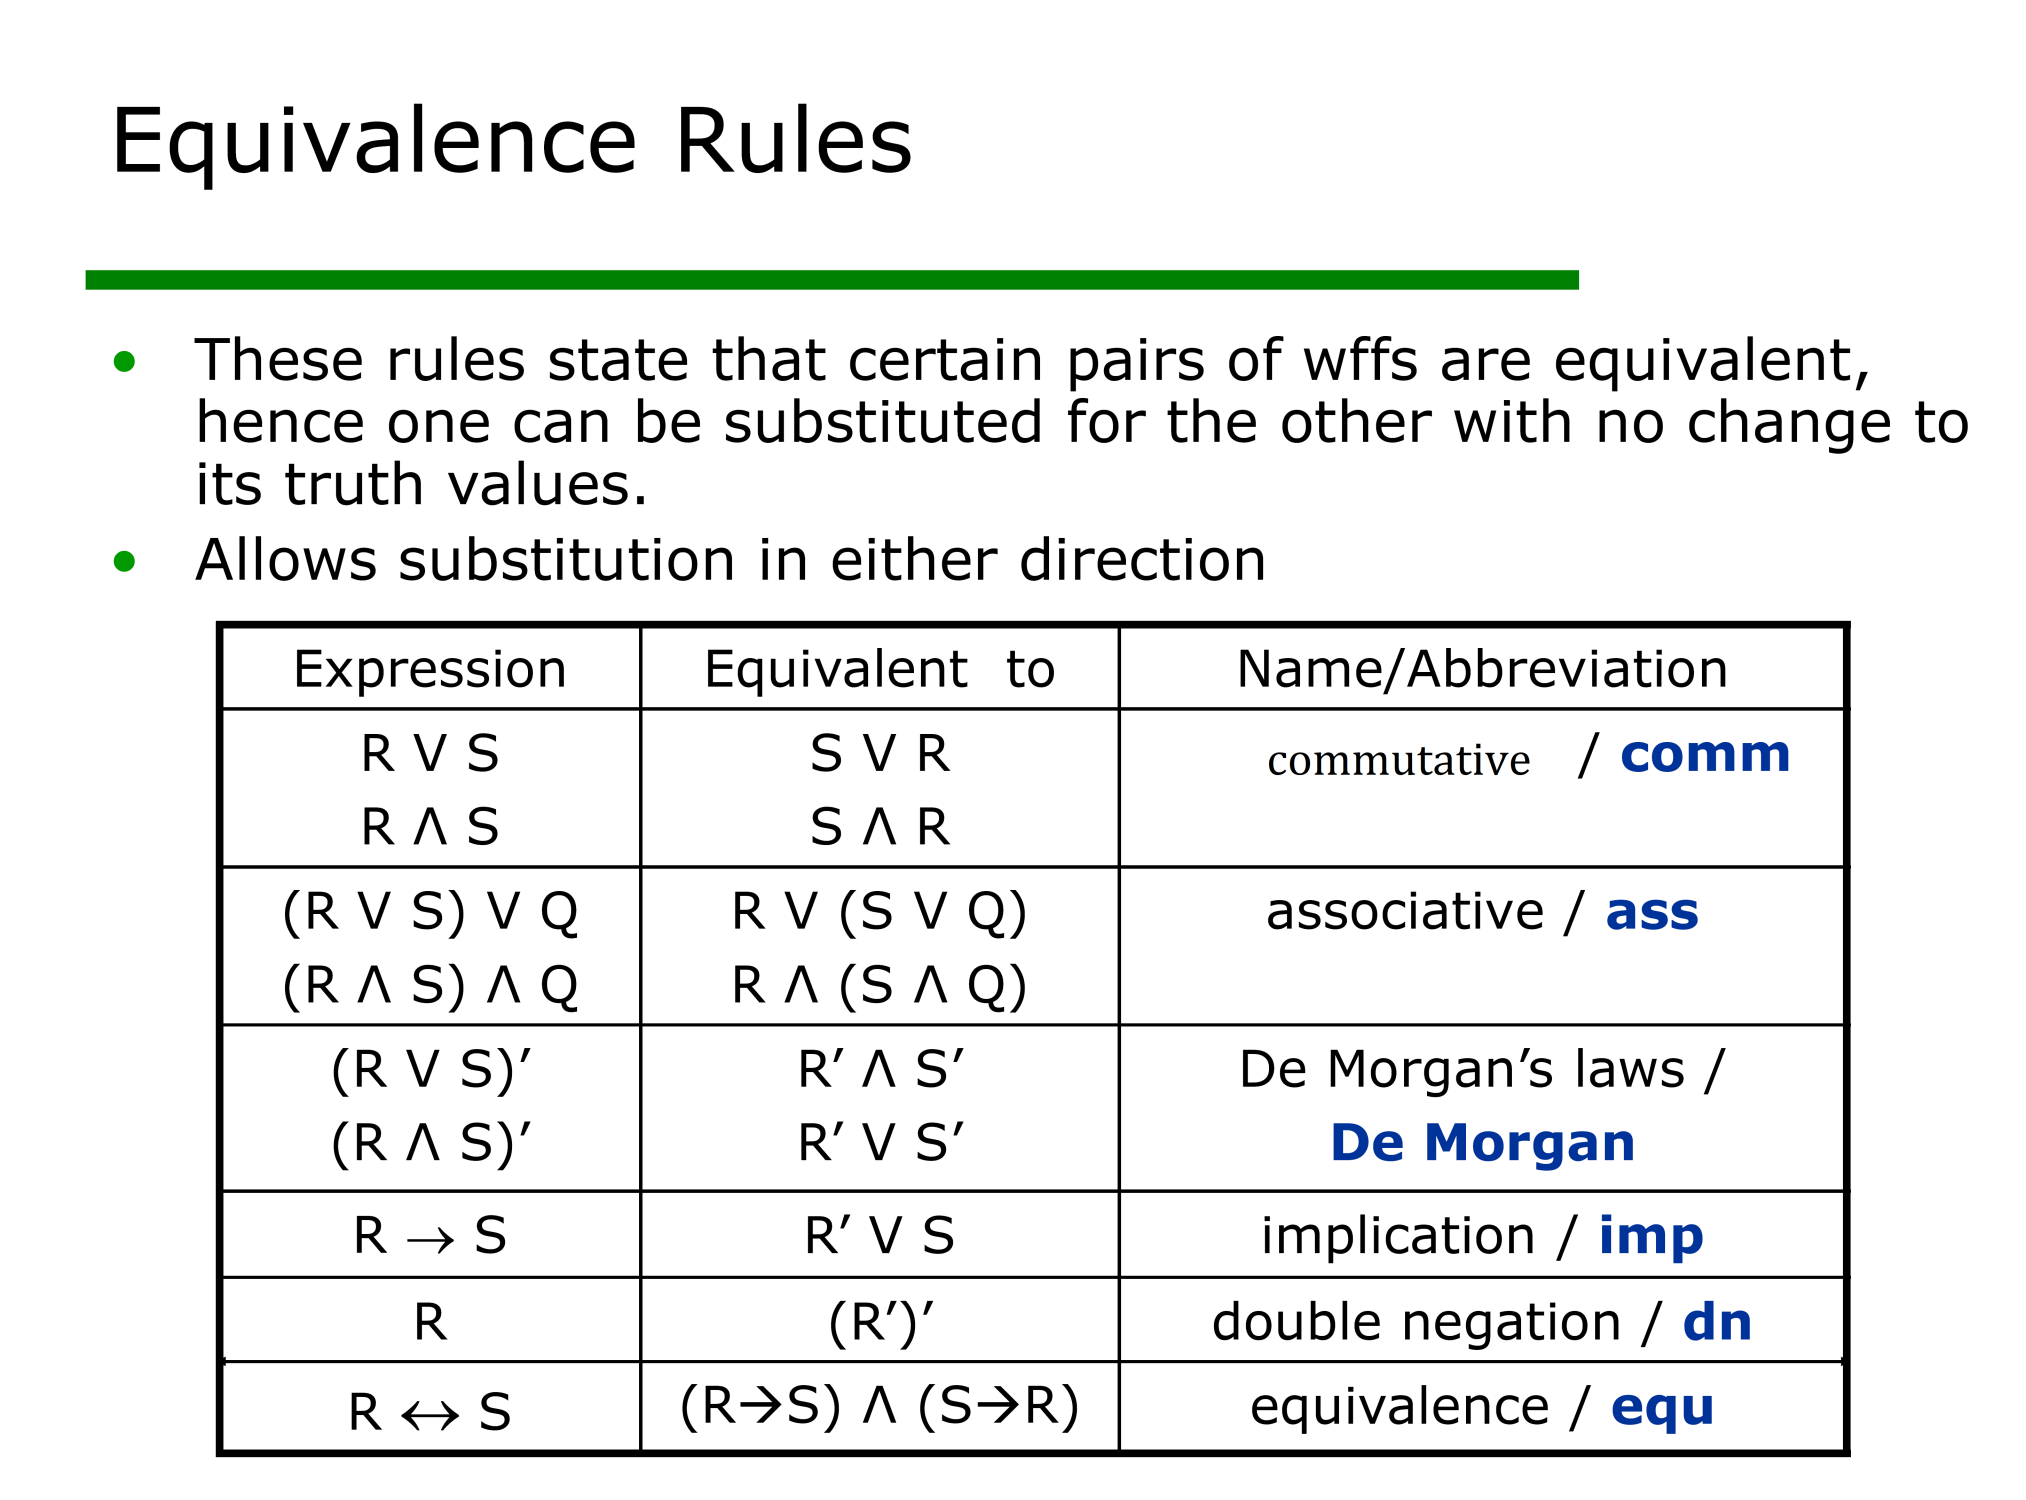 Equivalence Rules
• These rules state that certain pairs of wffs are equivalent,
hence one can be substituted for the other with no change to
its truth values.
• Allows substitution in either direction
Expression Equivalent to Name/Abbreviation
R V S S V R commutative / comm
R Λ S S Λ R
(R V S) V Q R V (S V Q) associative / ass
(R Λ S) Λ Q R Λ (S Λ Q)
(R V S)’ R’ Λ S’ De Morgan’s laws /
(R Λ S)’ R’ V S’ De Morgan
R → S R’ V S implication / imp
R (R’)’ double negation / dn
R ↔ S (R→S) Λ (S→R) equivalence / equ